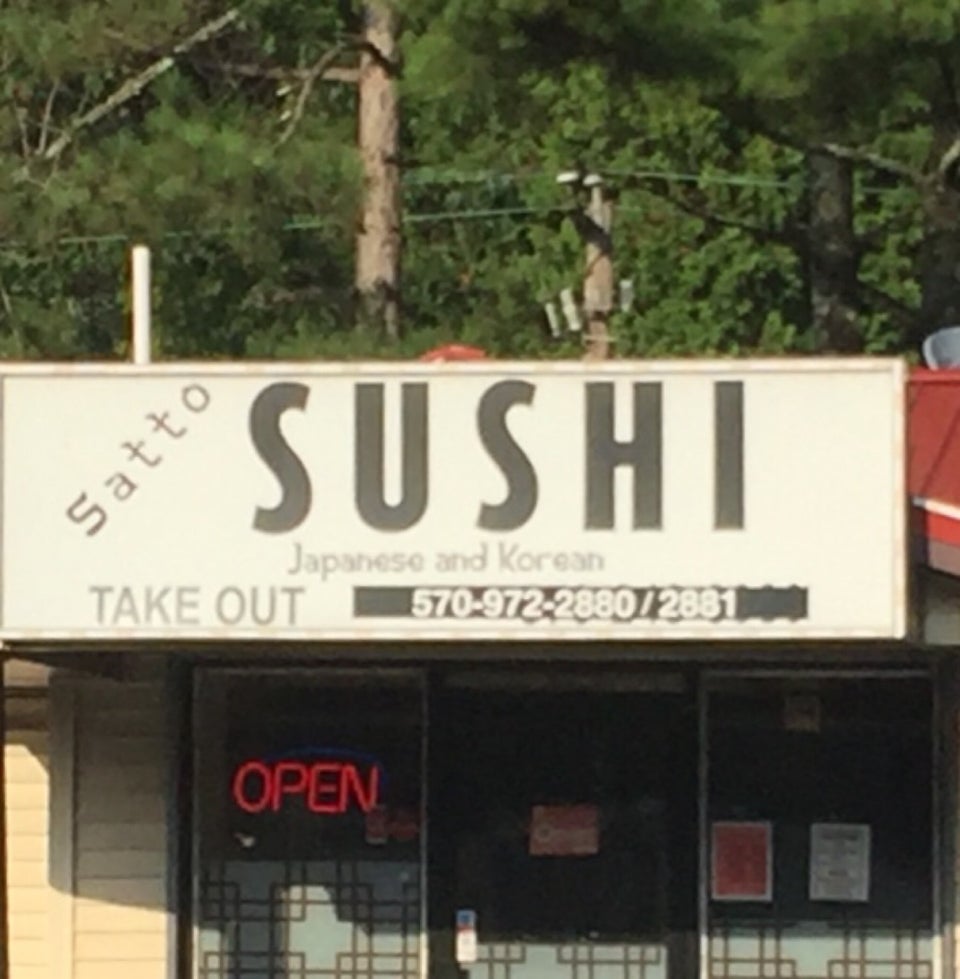 Satto
SUSHI
Japanese and Korean
TAKE OUT 570-972-2880/2881
OPEN